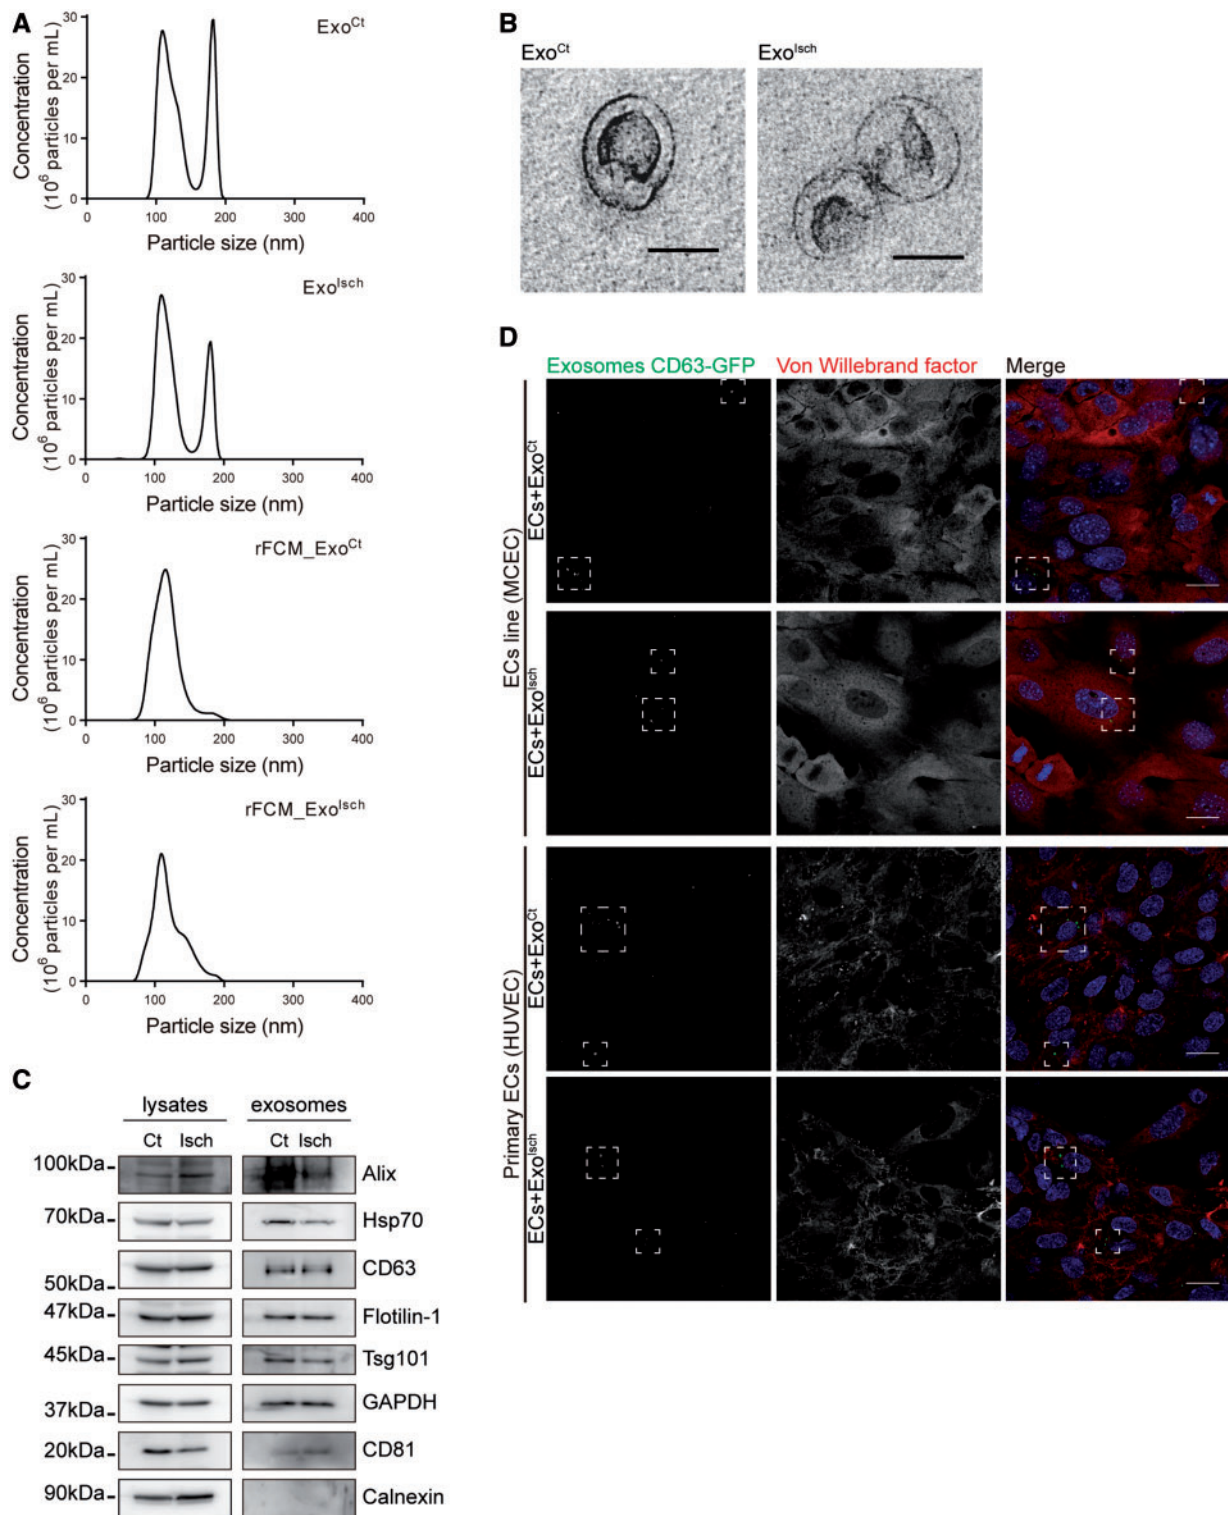 A
Exo^Ct
Concentration
(10^6 particles per mL)
30
20
10
0
0 100 200 300 400
Particle size (nm)
Exo^Isch
Concentration
(10^6 particles per mL)
30
20
10
0
0 100 200 300 400
Particle size (nm)
rFCM_Exo^Ct
Concentration
(10^6 particles per mL)
30
20
10
0
0 100 200 300 400
Particle size (nm)
rFCM_Exo^Isch
Concentration
(10^6 particles per mL)
30
20
10
0
0 100 200 300 400
Particle size (nm)
B
Exo^Ct Exo^Isch
C
lysates exosomes
Ct Isch Ct Isch
100kDa Alix
70kDa Hsp70
CD63
50kDa
47kDa Flotilin-1
45kDa Tsg101
GAPDH
37kDa
20kDa CD81
90kDa Calnexin
D
Exosomes CD63-GFP Von Willebrand factor Merge
ECs line (MCEC)
ECs+Exo^Ct
ECs+Exo^Isch
Primary ECs (HUVEC)
ECs+Exo^Ct
ECs+Exo^Isch